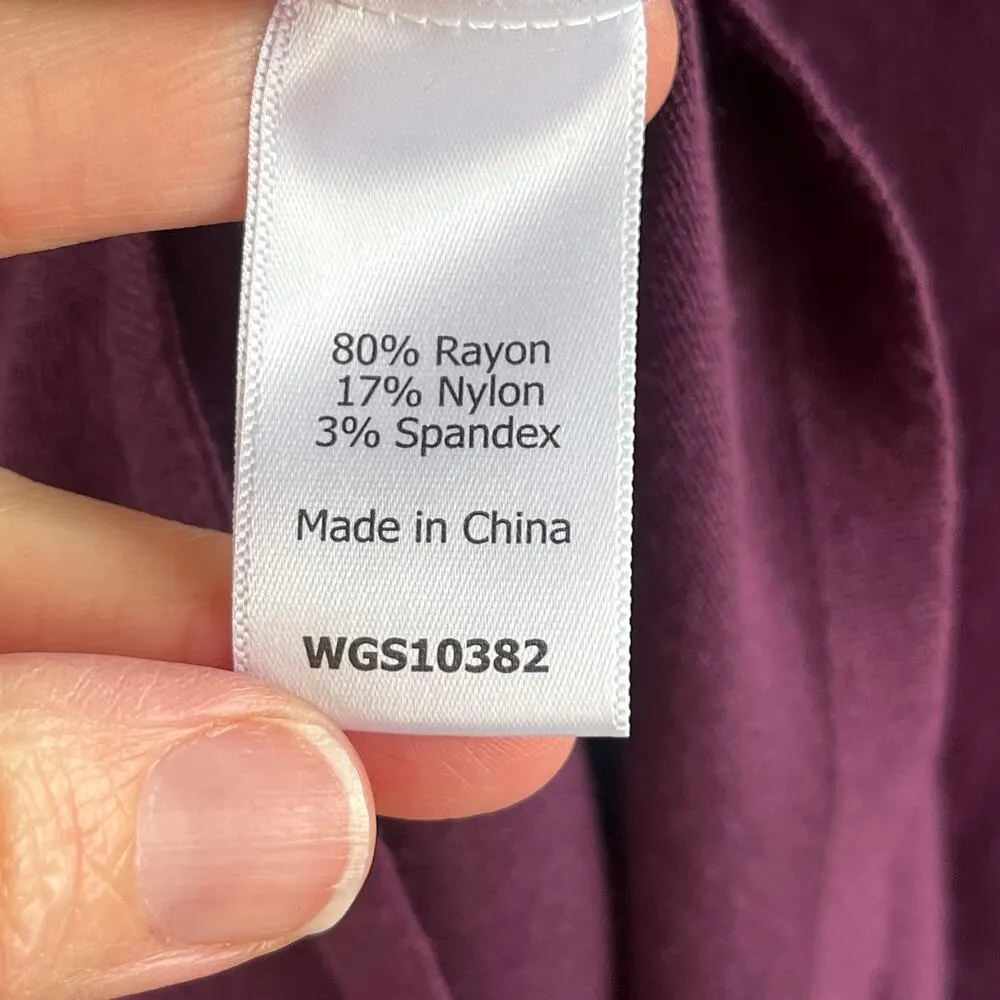 80% Rayon
17% Nylon
3% Spandex
Made in China
WGS10382